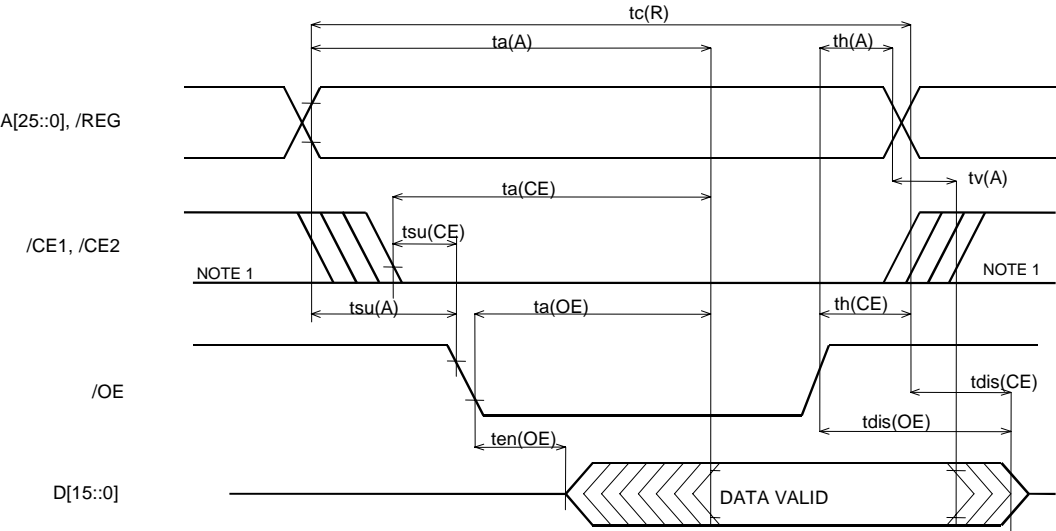 tc(R)
ta(A)
th(A)
A[25::0], /REG
tv(A)
ta(CE)
tsu(CE)
/CE1, /CE2
NOTE 1
NOTE 1
tsu(A)
ta(OE)
th(CE)
/OE
tdis(CE)
tdis(OE)
ten(OE)
D[15::0]
DATA VALID